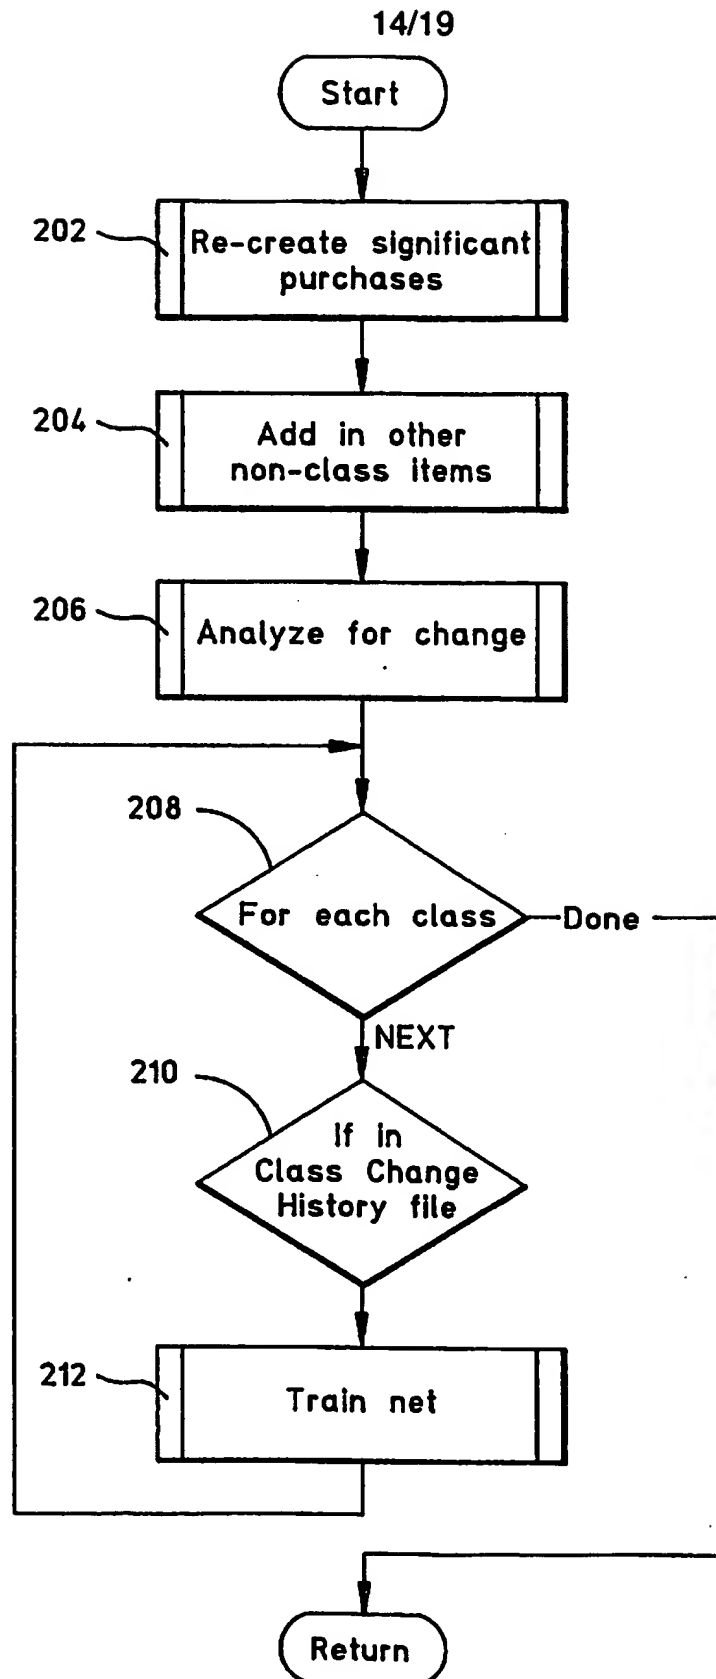 14/19
Start
202
Re-create significant
purchases
204
Add in other
non-class items
206
Analyze for change
208
For each class
Done
NEXT
210
If in
Class Change
History file
212
Train net
Return